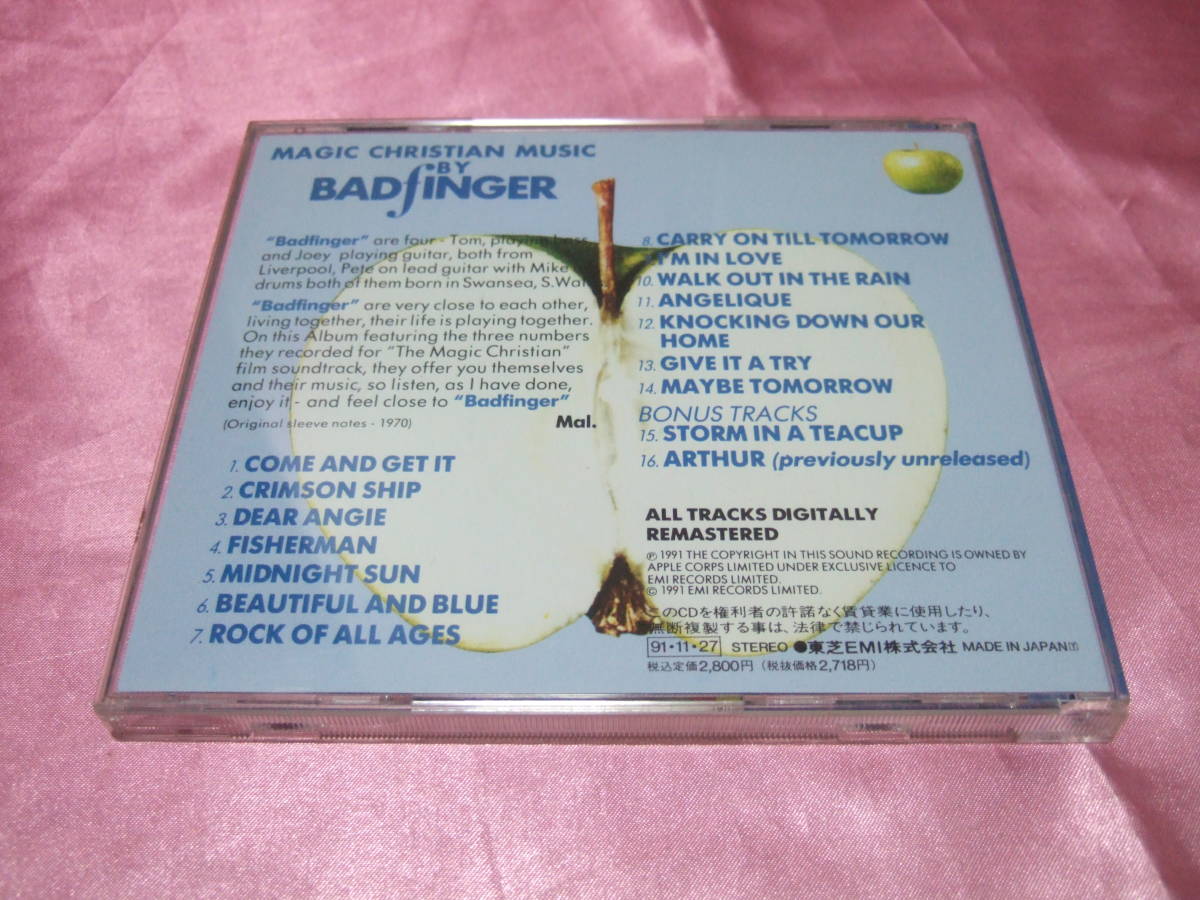 MAGIC CHRISTIAN MUSIC
BY
BADfINGER
"Badfinger" are four - Tom, playing bass
and Joey playing guitar, both from
Liverpool, Pete on lead guitar with Mike
drums both of them born in Swansea, S.Wal
"Badfinger" are very close to each other,
living together, their life is playing together.
On this Album featuring the three numbers
they recorded for "The Magic Christian"
film soundtrack, they offer you themselves
and their music, so listen, as I have done,
enjoy it - and feel close to "Badfinger"
(Original sleeve notes - 1970) Mal.
1. COME AND GET IT
2. CRIMSON SHIP
3. DEAR ANGIE
4. FISHERMAN
5. MIDNIGHT SUN
6. BEAUTIFUL AND BLUE
7. ROCK OF ALL AGES
8. CARRY ON TILL TOMORROW
I'M IN LOVE
10. WALK OUT IN THE RAIN
11. ANGELIQUE
12. KNOCKING DOWN OUR
HOME
13. GIVE IT A TRY
14. MAYBE TOMORROW
BONUS TRACKS
15. STORM IN A TEACUP
16. ARTHUR (previously unreleased)
ALL TRACKS DIGITALLY
REMASTERED
℗ 1991 THE COPYRIGHT IN THIS SOUND RECORDING IS OWNED BY
APPLE CORPS LIMITED UNDER EXCLUSIVE LICENCE TO
EMI RECORDS LIMITED.
© 1991 EMI RECORDS LIMITED.
このCDを権利者の許諾なく賃貸業に使用したり、
無断複製する事は、法律で禁じられています。
91・11・27 STEREO ●東芝EMI株式会社 MADE IN JAPAN Y
税込定価2,800円 (税抜価格2,718円)